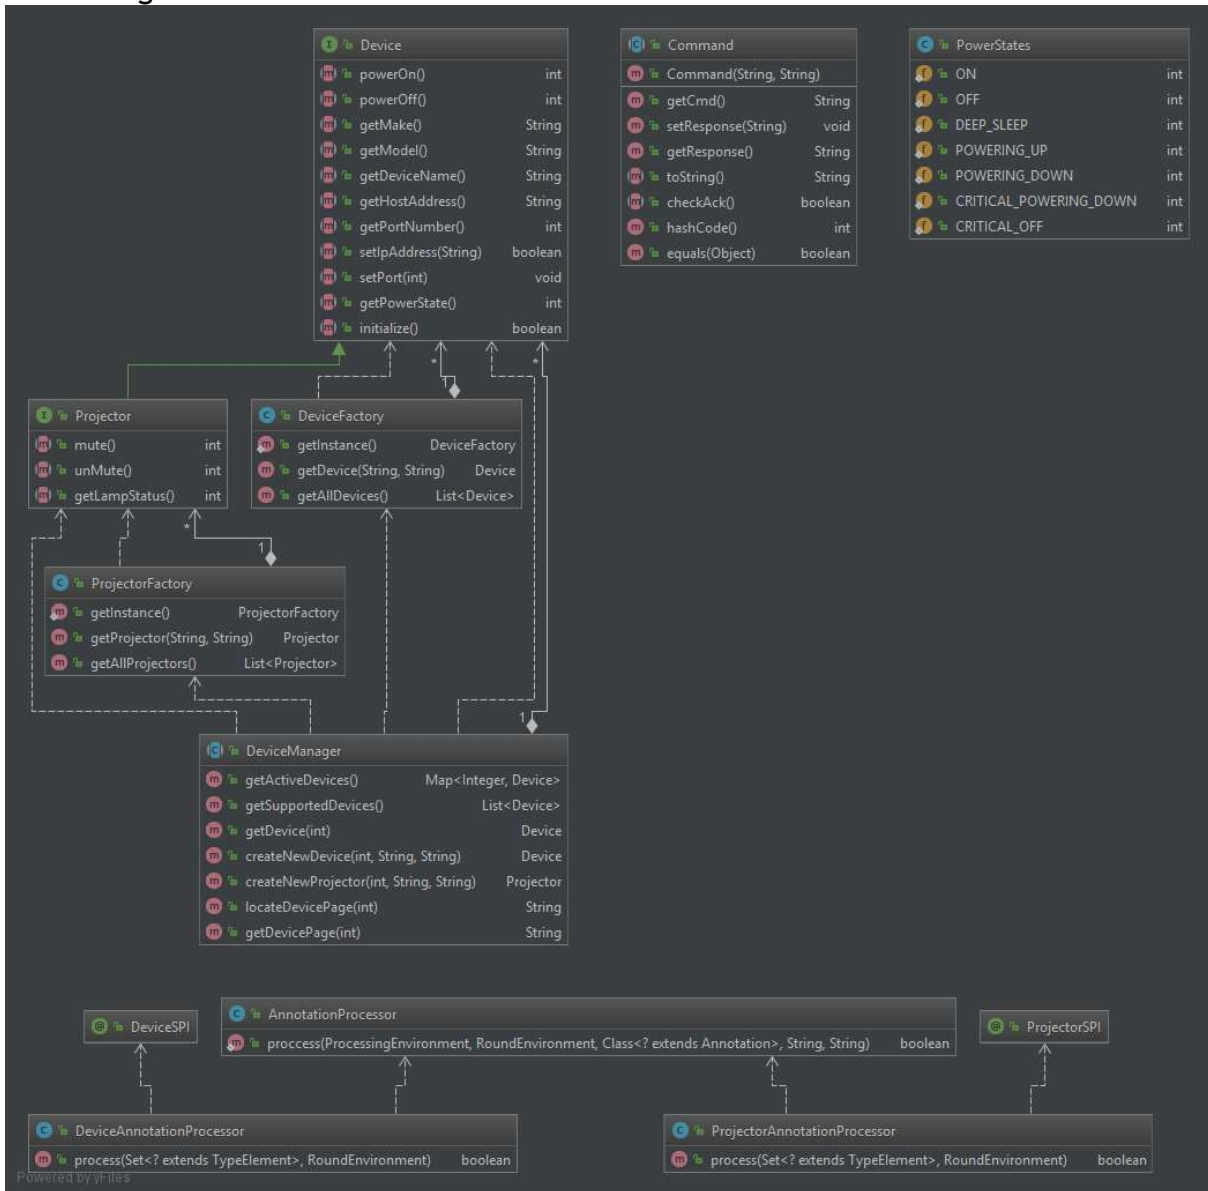 Device
powerOn() int
powerOff() int
getMake() String
getModel() String
getDeviceName() String
getHostAddress() String
getPortNumber() int
setIpAddress(String) boolean
setPort(int) void
getPowerState() int
initialize() boolean
Command
Command(String, String)
getCmd() String
setResponse(String) void
getResponse() String
toString() String
checkAck() boolean
hashCode() int
equals(Object) boolean
PowerStates
ON int
OFF int
DEEP_SLEEP int
POWERING_UP int
POWERING_DOWN int
CRITICAL_POWERING_DOWN int
CRITICAL_OFF int
* *
1
Projector
mute() int
unMute() int
getLampStatus() int
DeviceFactory
getInstance() DeviceFactory
getDevice(String, String) Device
getAllDevices() List<Device>
*
1
ProjectorFactory
getInstance() ProjectorFactory
getProjector(String, String) Projector
getAllProjectors() List<Projector>
1
DeviceManager
getActiveDevices() Map<Integer, Device>
getSupportedDevices() List<Device>
getDevice(int) Device
createNewDevice(int, String, String) Device
createNewProjector(int, String, String) Projector
locateDevicePage(int) String
getDevicePage(int) String
DeviceSPI
AnnotationProcessor
proccess(ProcessingEnvironment, RoundEnvironment, Class<? extends Annotation>, String, String) boolean
ProjectorSPI
DeviceAnnotationProcessor
process(Set<? extends TypeElement>, RoundEnvironment) boolean
ProjectorAnnotationProcessor
process(Set<? extends TypeElement>, RoundEnvironment) boolean
Powered by yFiles